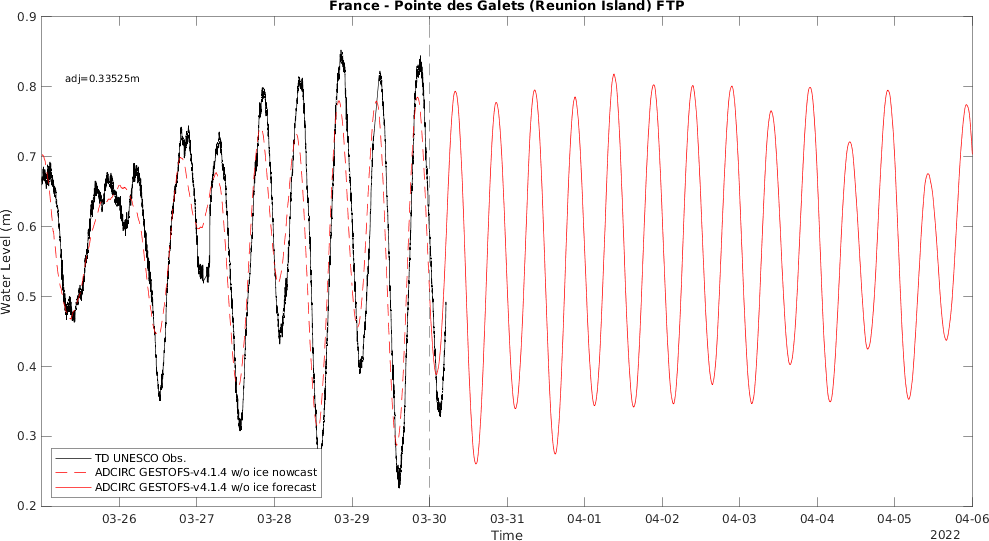 France - Pointe des Galets (Reunion Island) FTP
0.9
0.8
0.7
0.6
0.5
0.4
0.3
0.2
Water Level (m)
adj=0.33525m
TD UNESCO Obs.
ADCIRC GESTOFS-v4.1.4 w/o ice nowcast
ADCIRC GESTOFS-v4.1.4 w/o ice forecast
03-26 03-27 03-28 03-29 03-30 03-31 04-01 04-02 04-03 04-04 04-05 04-06
Time
2022